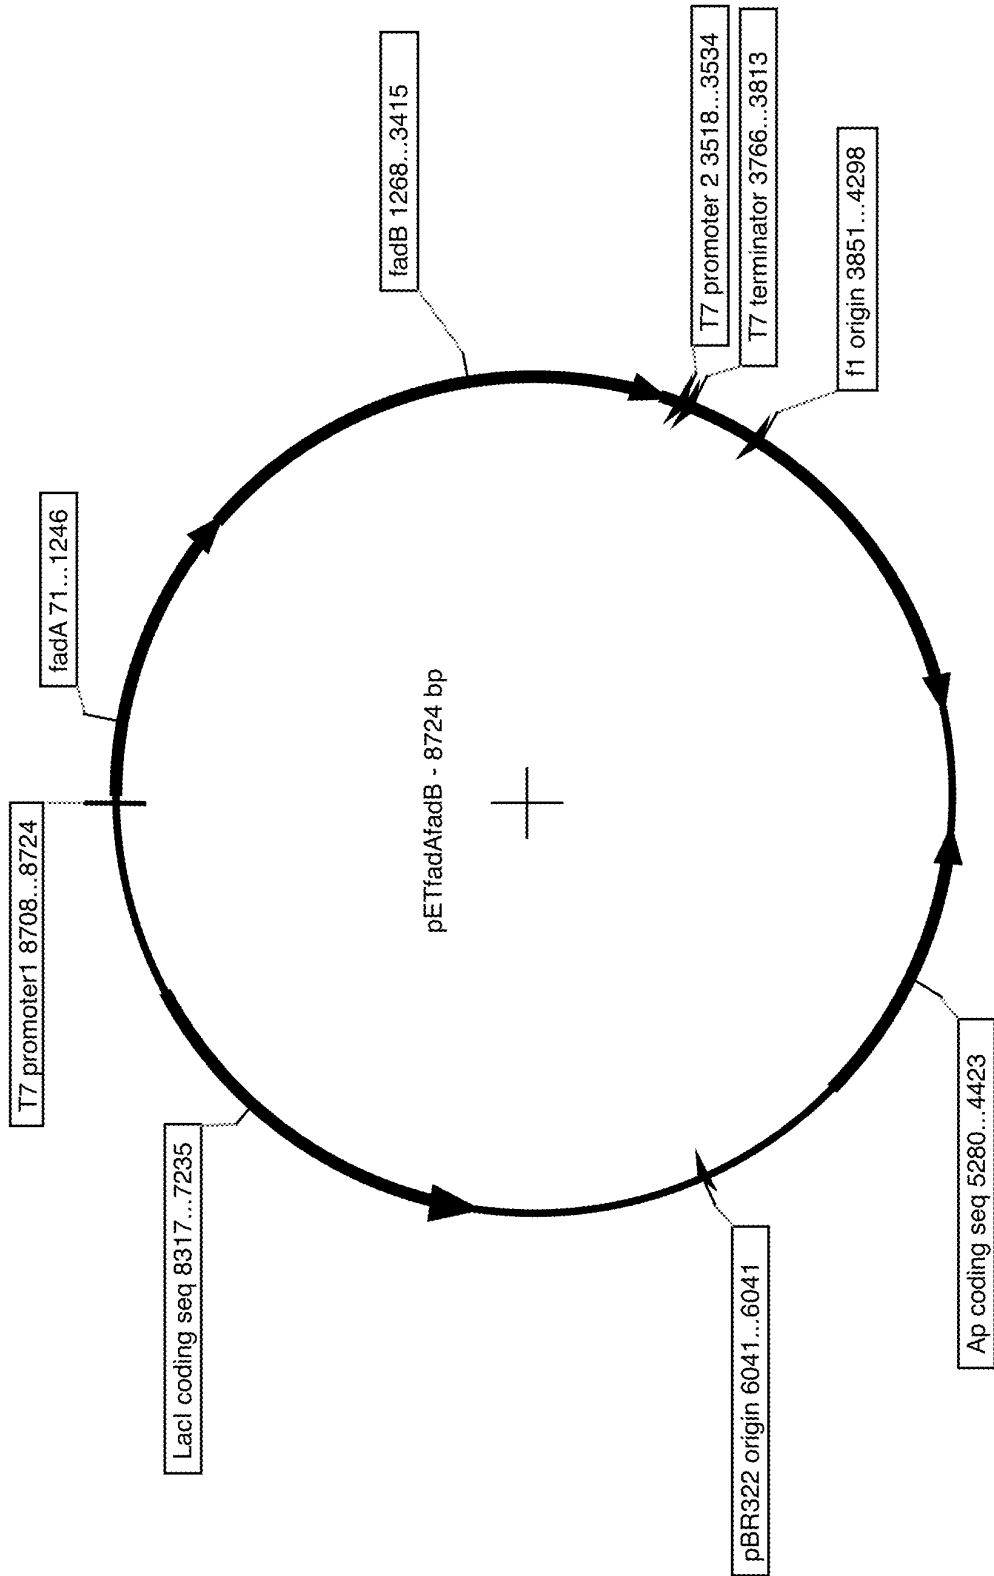 T7 promoter1 8708...8724
fadA 71...1246
fadB 1268...3415
T7 promoter 2 3518...3534
T7 terminator 3766...3813
f1 origin 3851...4298
Ap coding seq 5280...4423
pBR322 origin 6041...6041
LacI coding seq 8317...7235
pETfadAfadB - 8724 bp